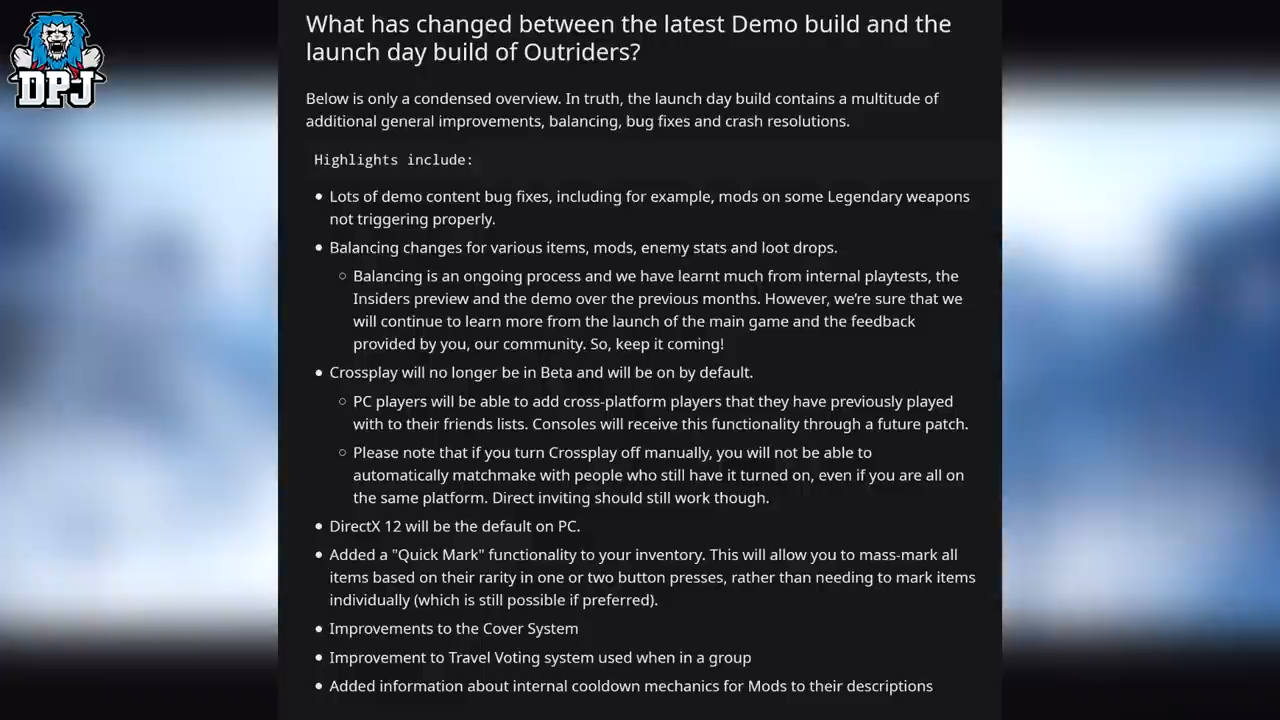 DPJ
What has changed between the latest Demo build and the
launch day build of Outriders?
Below is only a condensed overview. In truth, the launch day build contains a multitude of
additional general improvements, balancing, bug fixes and crash resolutions.
Highlights include:
• Lots of demo content bug fixes, including for example, mods on some Legendary weapons
not triggering properly.
• Balancing changes for various items, mods, enemy stats and loot drops.
○ Balancing is an ongoing process and we have learnt much from internal playtests, the
Insiders preview and the demo over the previous months. However, we're sure that we
will continue to learn more from the launch of the main game and the feedback
provided by you, our community. So, keep it coming!
• Crossplay will no longer be in Beta and will be on by default.
○ PC players will be able to add cross-platform players that they have previously played
with to their friends lists. Consoles will receive this functionality through a future patch.
○ Please note that if you turn Crossplay off manually, you will not be able to
automatically matchmake with people who still have it turned on, even if you are all on
the same platform. Direct inviting should still work though.
• DirectX 12 will be the default on PC.
• Added a "Quick Mark" functionality to your inventory. This will allow you to mass-mark all
items based on their rarity in one or two button presses, rather than needing to mark items
individually (which is still possible if preferred).
• Improvements to the Cover System
• Improvement to Travel Voting system used when in a group
• Added information about internal cooldown mechanics for Mods to their descriptions